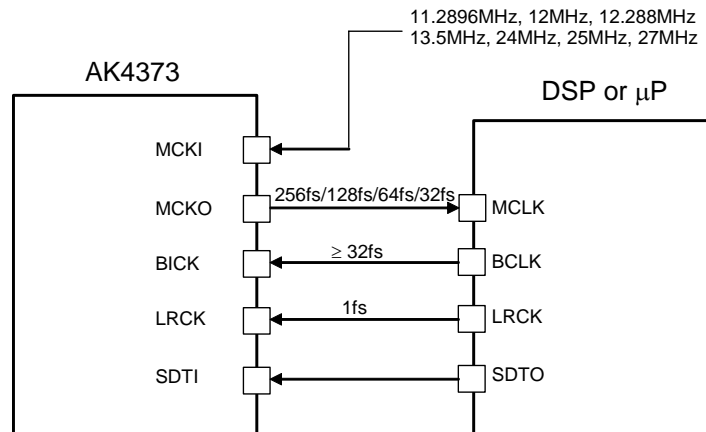 11.2896MHz, 12MHz, 12.288MHz
13.5MHz, 24MHz, 25MHz, 27MHz
AK4373
DSP or μP
MCKI
MCKO
256fs/128fs/64fs/32fs
MCLK
BICK
≥ 32fs
BCLK
LRCK
1fs
LRCK
SDTI
SDTO